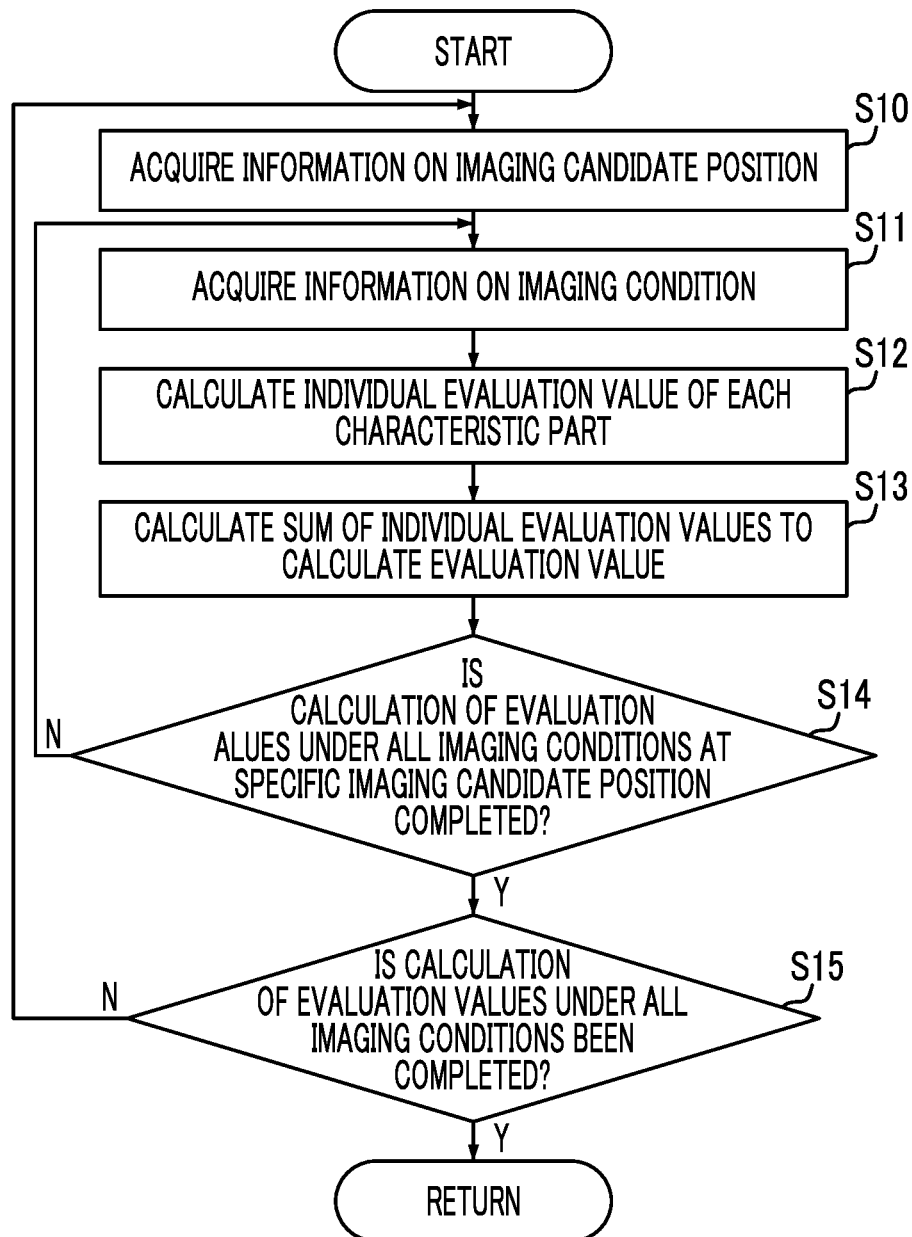 START
S10
ACQUIRE INFORMATION ON IMAGING CANDIDATE POSITION
S11
ACQUIRE INFORMATION ON IMAGING CONDITION
S12
CALCULATE INDIVIDUAL EVALUATION VALUE OF EACH
CHARACTERISTIC PART
S13
CALCULATE SUM OF INDIVIDUAL EVALUATION VALUES TO
CALCULATE EVALUATION VALUE
S14
IS
CALCULATION OF EVALUATION
ALUES UNDER ALL IMAGING CONDITIONS AT
SPECIFIC IMAGING CANDIDATE POSITION
COMPLETED?
N
Y
S15
IS CALCULATION
OF EVALUATION VALUES UNDER ALL
IMAGING CONDITIONS BEEN
COMPLETED?
N
Y
RETURN